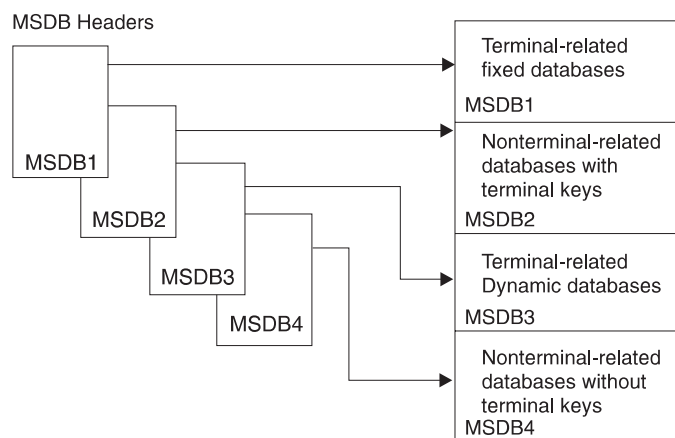 MSDB Headers
MSDB1
MSDB2
MSDB3
MSDB4
Terminal-related
fixed databases
MSDB1
Nonterminal-related
databases with
terminal keys
MSDB2
Terminal-related
Dynamic databases
MSDB3
Nonterminal-related
databases without
terminal keys
MSDB4